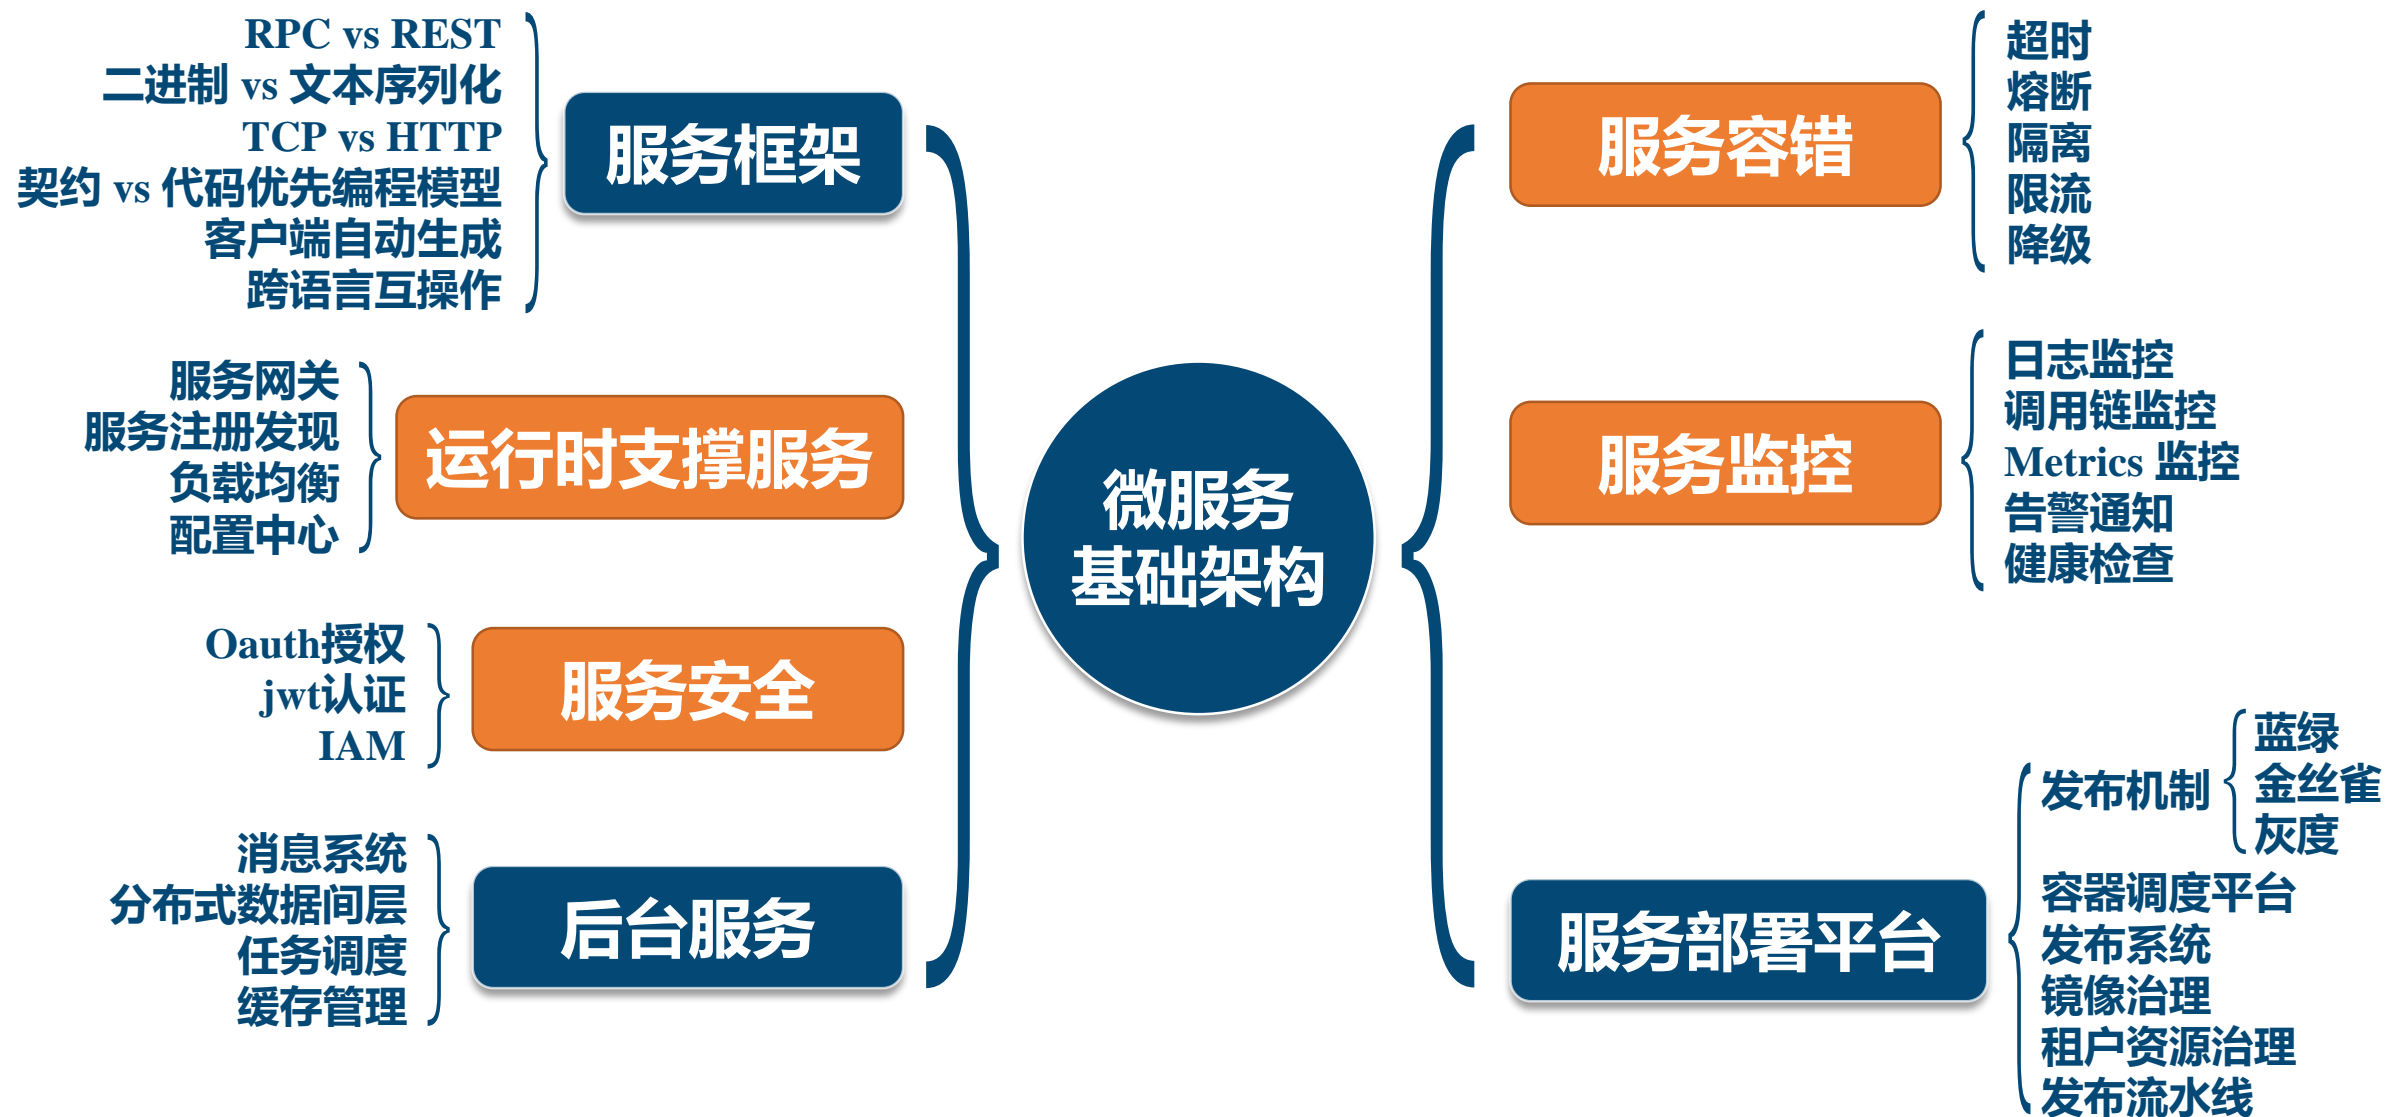 RPC vs REST
二进制 vs 文本序列化
TCP vs HTTP
契约 vs 代码优先编程模型
客户端自动生成
跨语言互操作
服务框架
服务网关
服务注册发现
负载均衡
配置中心
运行时支撑服务
Oauth授权
jwt认证
IAM
服务安全
消息系统
分布式数据间层
任务调度
缓存管理
后台服务
微服务
基础架构
服务容错
超时
熔断
隔离
限流
降级
服务监控
日志监控
调用链监控
Metrics 监控
告警通知
健康检查
服务部署平台
发布机制
蓝绿
金丝雀
灰度
容器调度平台
发布系统
镜像治理
租户资源治理
发布流水线